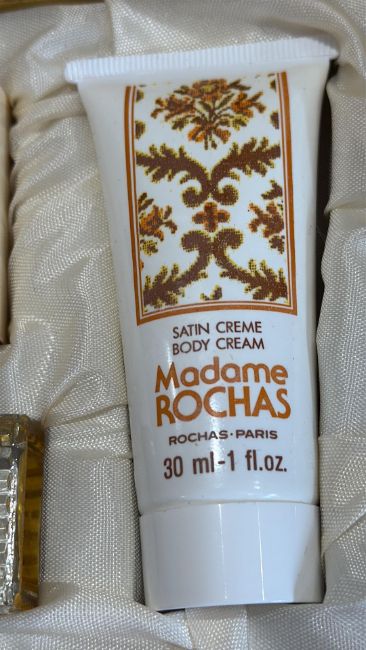 SATIN CREME
BODY CREAM
Madame
ROCHAS
ROCHAS·PARIS
30 ml-1 fl.oz.